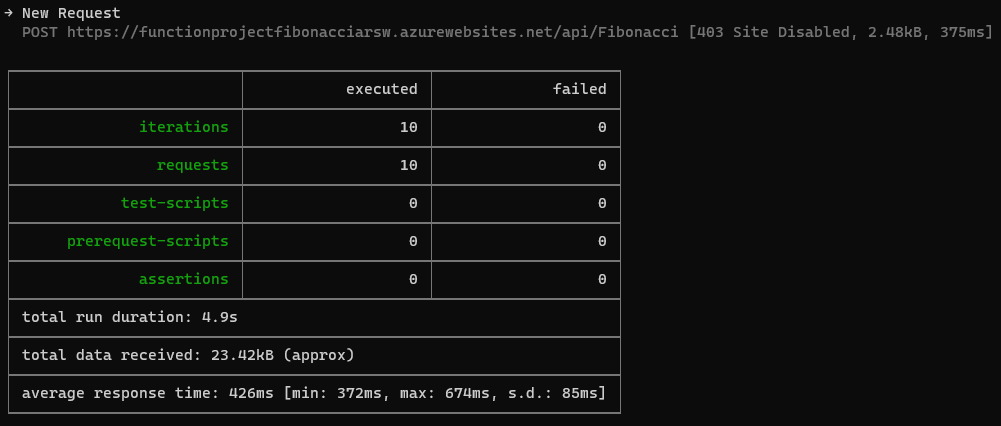 → New Request
POST https://functionprojectfibonacciarsw.azurewebsites.net/api/Fibonacci [403 Site Disabled, 2.48kB, 375ms]
executed failed
iterations 10 0
requests 10 0
test-scripts 0 0
prerequest-scripts 0 0
assertions 0 0
total run duration: 4.9s
total data received: 23.42kB (approx)
average response time: 426ms [min: 372ms, max: 674ms, s.d.: 85ms]